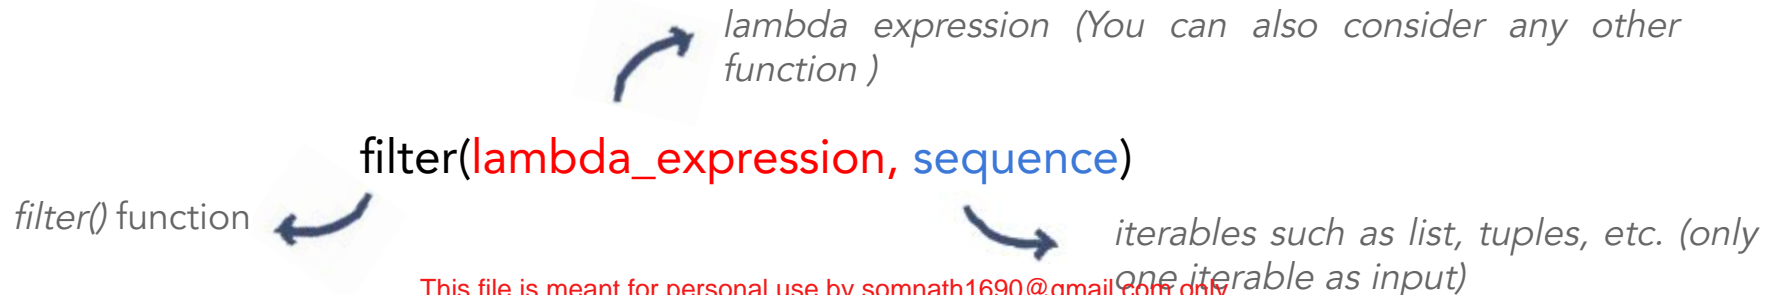 lambda expression (You can also consider any other
function )
filter(lambda_expression, sequence)
filter() function
iterables such as list, tuples, etc. (only
one iterable as input)
This file is meant for personal use by somnath1690@gmail.com only